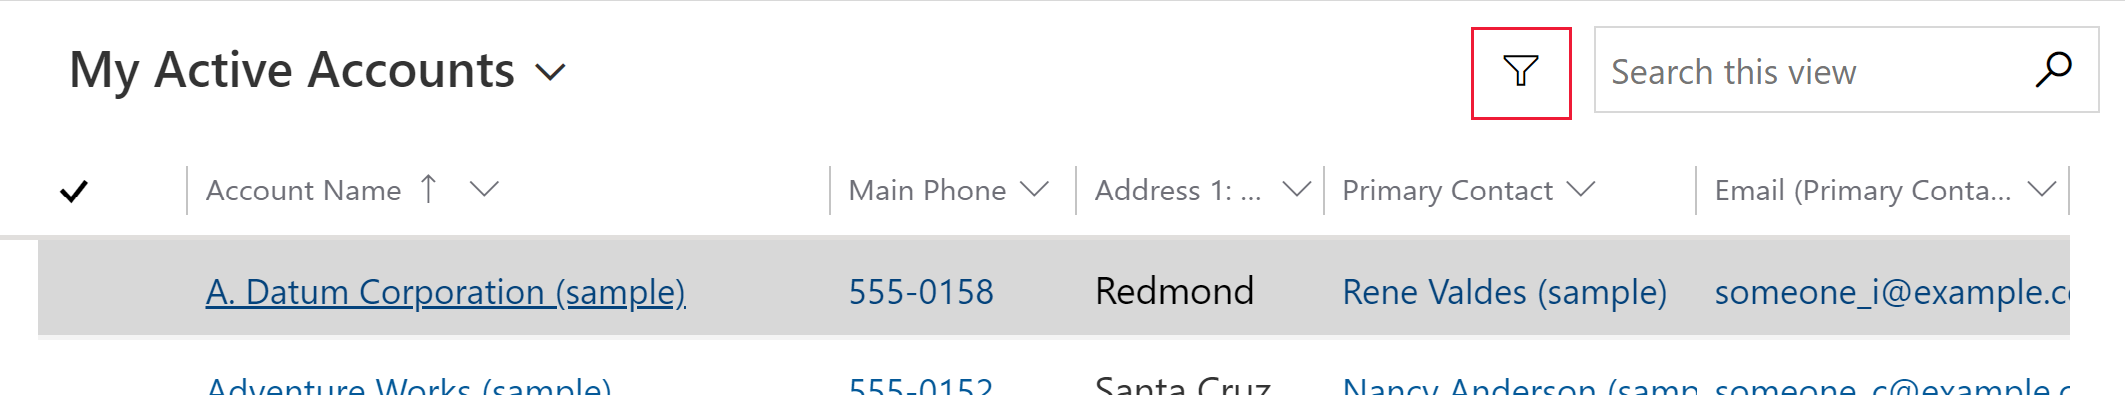 My Active Accounts
Search this view
Account Name Main Phone Address 1: ... Primary Contact Email (Primary Conta...
A. Datum Corporation (sample) 555-0158 Redmond Rene Valdes (sample) someone_i@example.c
Adventure Works (sample) 555-0152 Santa Cruz Nancy Anderson (samp someone_c@example.c